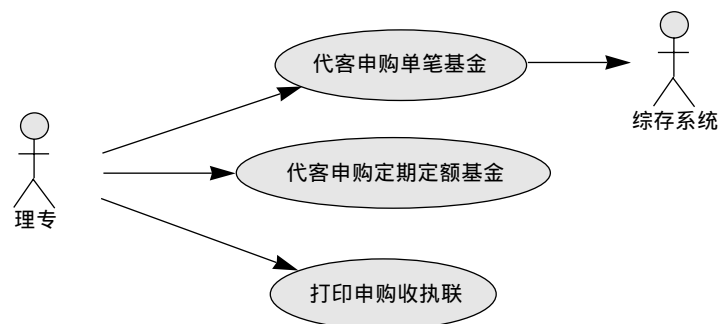 代客申购单笔基金
综存系统
代客申购定期定额基金
理专
打印申购收执联